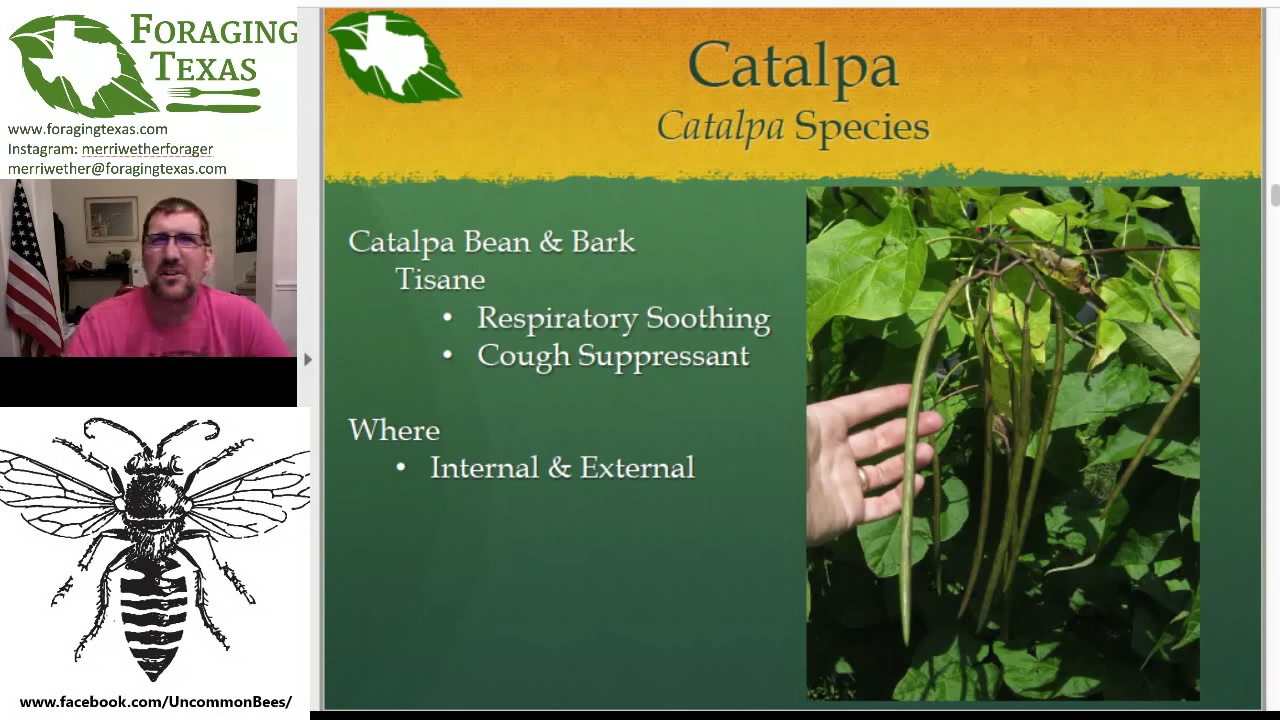 FORAGING
TEXAS
www.foragingtexas.com
Instagram: merriwetherforager
merriwether@foragingtexas.com
Catalpa
Catalpa Species
Catalpa Bean & Bark
Tisane
• Respiratory Soothing
• Cough Suppressant
Where
• Internal & External
www.facebook.com/UncommonBees/